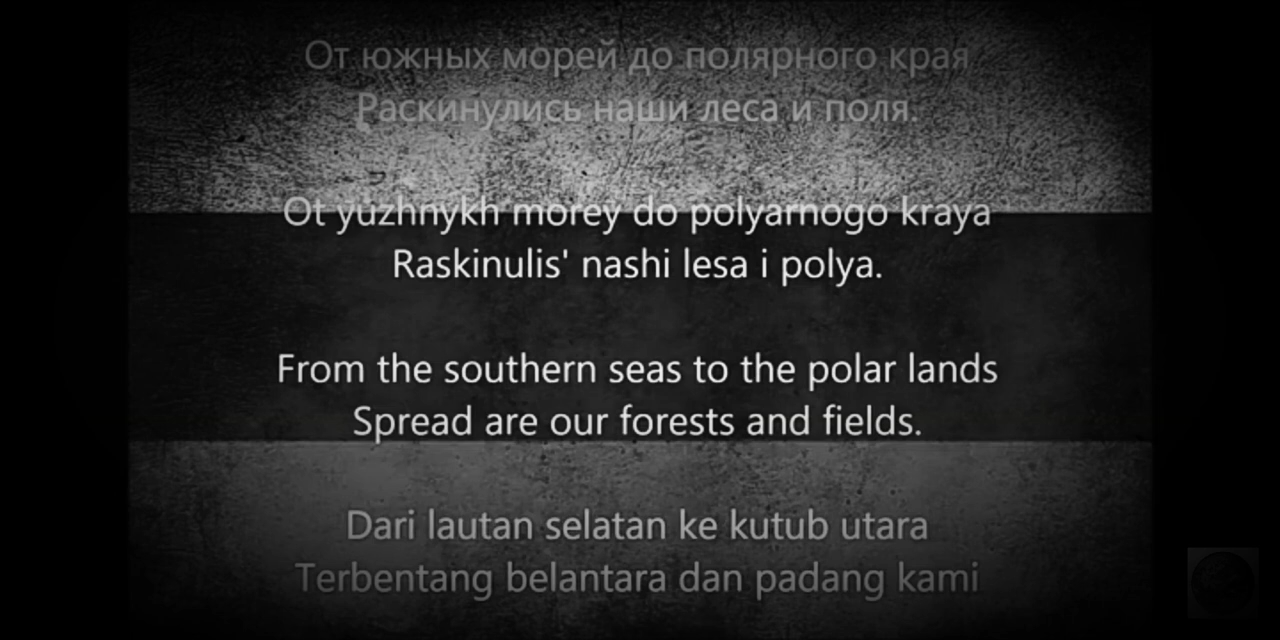 От южных морей до полярного края
Раскинулись наши леса и поля.
Ot yuzhnykh morey do polyarnogo kraya
Raskinulis' nashi lesa i polya.
From the southern seas to the polar lands
Spread are our forests and fields.
Dari lautan selatan ke kutub utara
Terbentang belantara dan padang kami